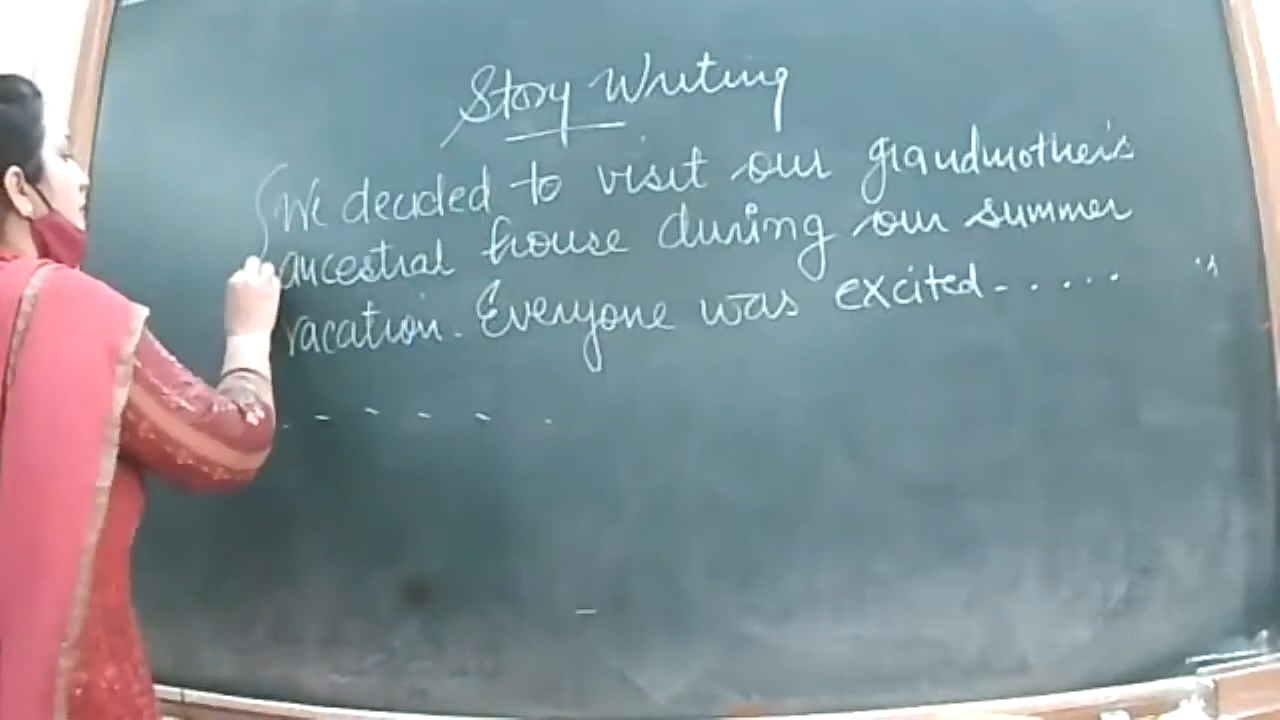 Story Writing
We decided to visit our grandmother's
ancestral house during our summer
vacation. Everyone was excited......
- - - - - -